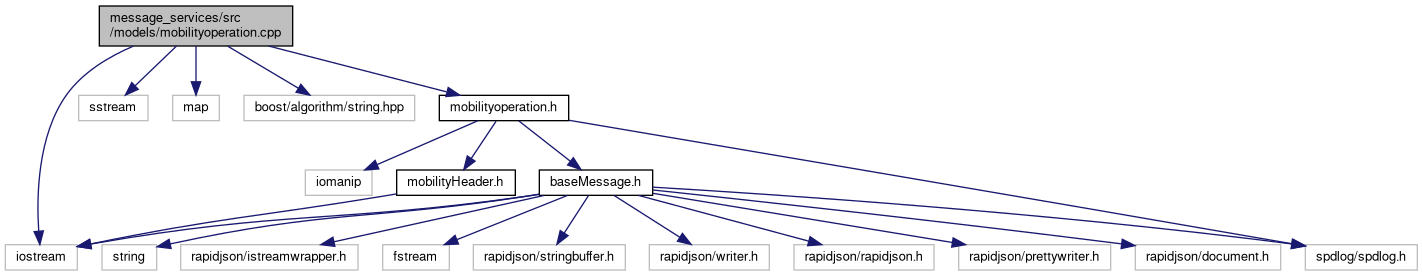 message_services/src
/models/mobilityoperation.cpp
sstream
map
boost/algorithm/string.hpp
mobilityoperation.h
iomanip
mobilityHeader.h
baseMessage.h
iostream
string
rapidjson/istreamwrapper.h
fstream
rapidjson/stringbuffer.h
rapidjson/writer.h
rapidjson/rapidjson.h
rapidjson/prettywriter.h
rapidjson/document.h
spdlog/spdlog.h